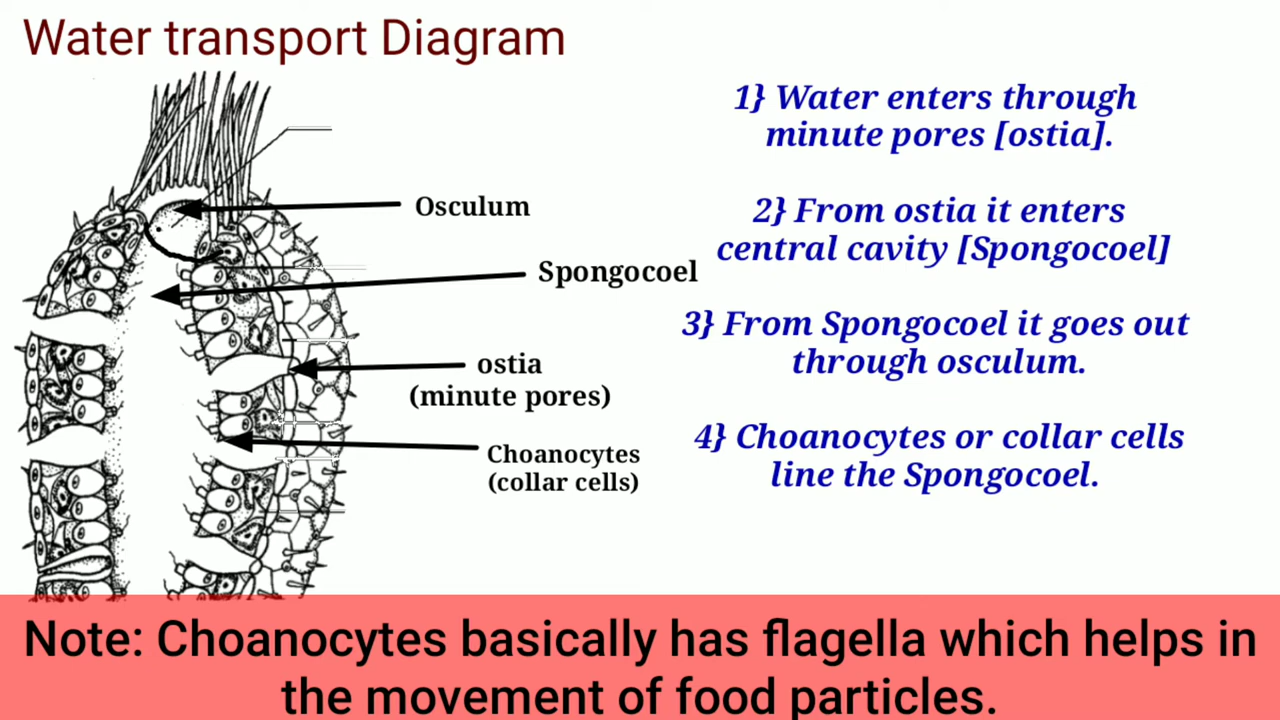 Water transport Diagram
Osculum
Spongocoel
ostia
(minute pores)
Choanocytes
(collar cells)
1} Water enters through
minute pores [ostia].
2} From ostia it enters
central cavity [Spongocoel]
3} From Spongocoel it goes out
through osculum.
4} Choanocytes or collar cells
line the Spongocoel.
Note: Choanocytes basically has flagella which helps in
the movement of food particles.